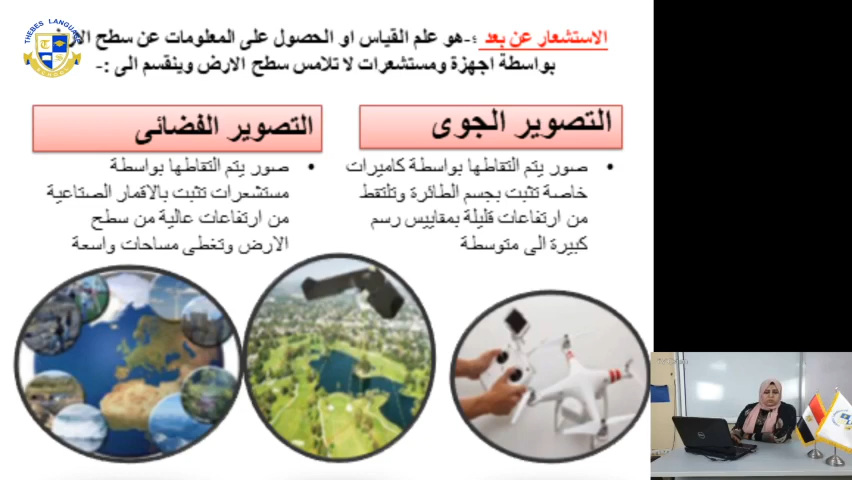 الاستشعار عن بعد :-هو علم القياس او الحصول على المعلومات عن سطح
بواسطة اجهزة ومستشعرات لا تلامس سطح الارض وينقسم الى :-
التصوير الجوى
• صور يتم التقاطها بواسطة كاميرات
خاصة تثبت بجسم الطائرة وتلتقط
من ارتفاعات قليلة بمقاييس رسم
كبيرة الى متوسطة
التصوير الفضائى
• صور يتم التقاطها بواسطة
مستشعرات تثبت بالاقمار الصناعية
من ارتفاعات عالية من سطح
الارض وتغطى مساحات واسعة
THEBES LANGUAGE